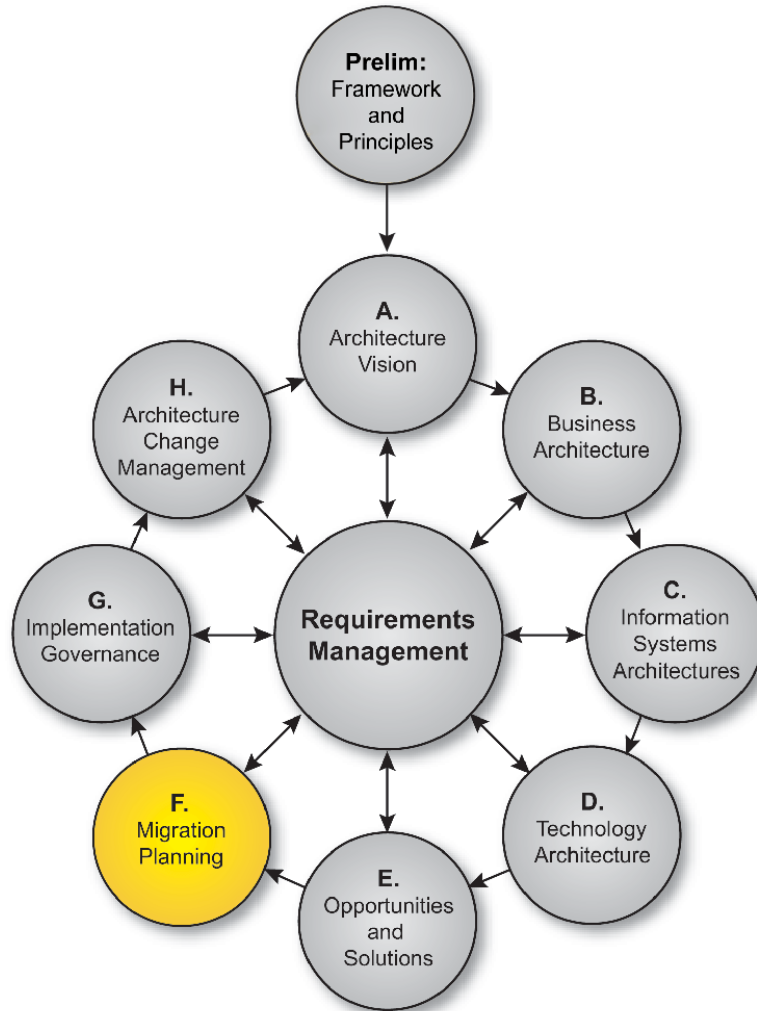 Prelim:
Framework
and
Principles
A.
Architecture
Vision
B.
Business
Architecture
C.
Information
Systems
Architectures
D.
Technology
Architecture
E.
Opportunities
and
Solutions
F.
Migration
Planning
G.
Implementation
Governance
H.
Architecture
Change
Management
Requirements
Management